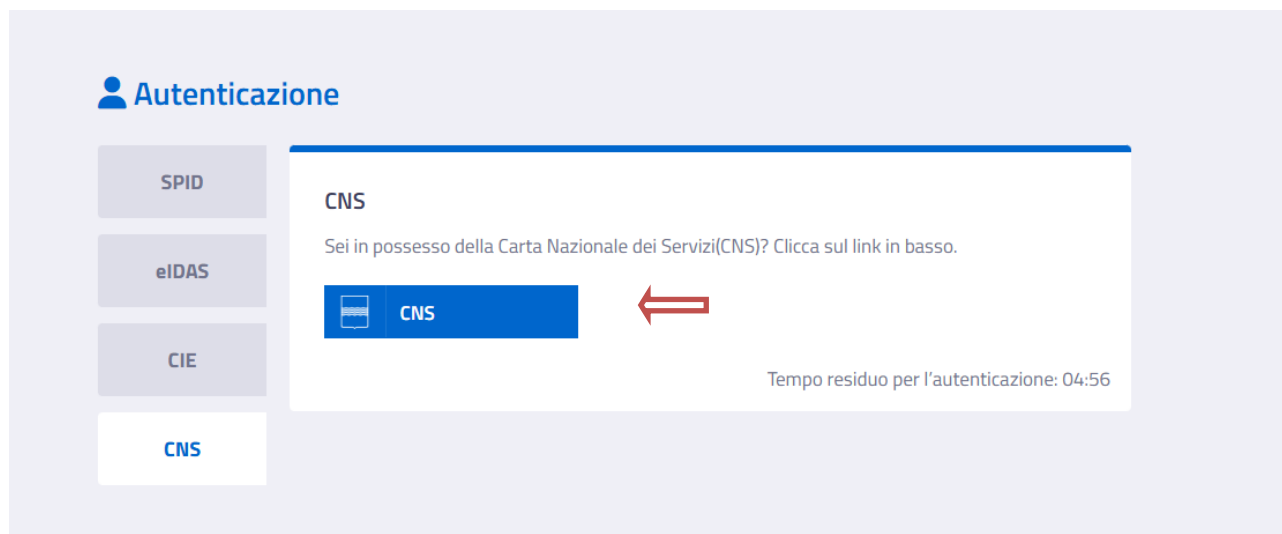 Autenticazione
SPID
eIDAS
CIE
CNS
CNS
Sei in possesso della Carta Nazionale dei Servizi(CNS)? Clicca sul link in basso.
CNS
Tempo residuo per l'autenticazione: 04:56